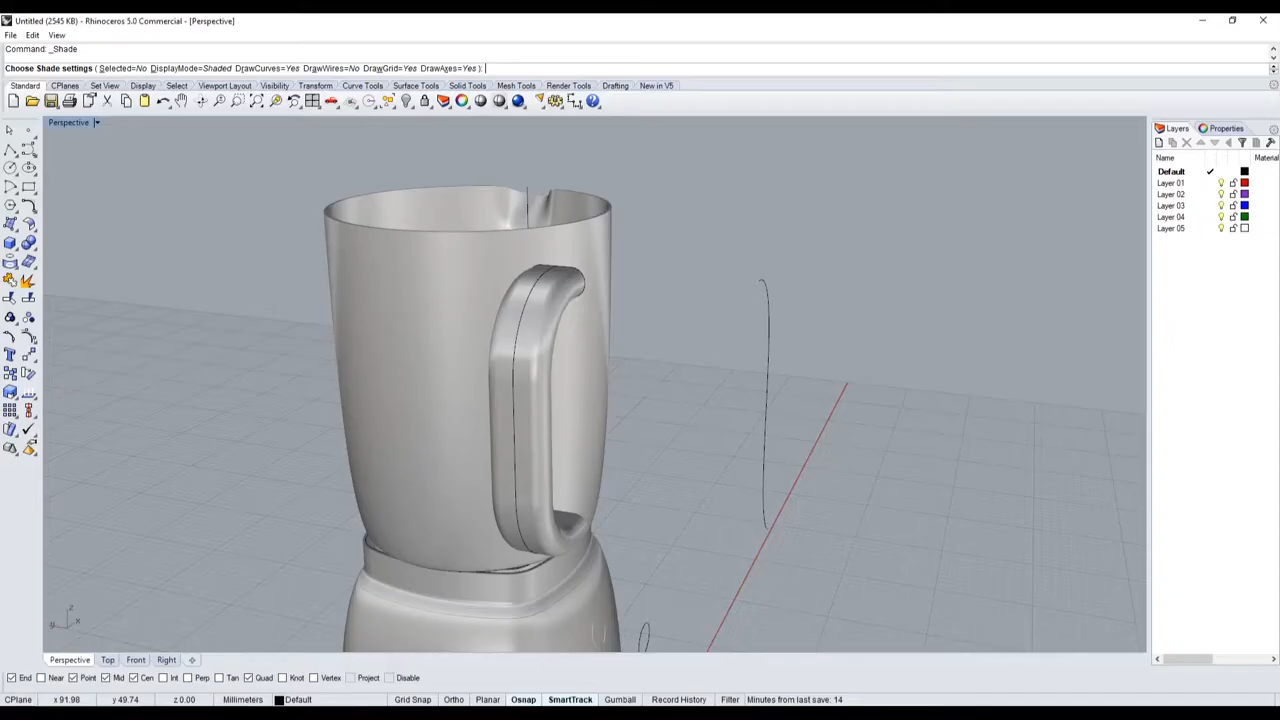 Untitled (2545 KB) - Rhinoceros 5.0 Commercial - [Perspective]
File Edit View
Command: _Shade
Choose Shade settings ( Selected=No DisplayMode=Shaded DrawCurves=Yes DrawWires=No DrawGrid=Yes DrawAxes=Yes ):
Standard CPlanes Set View Display Select Viewport Layout Visibility Transform Curve Tools Surface Tools Solid Tools Mesh Tools Render Tools Drafting New in V5
Perspective
Layers Properties
Name Material
Default
Layer 01
Layer 02
Layer 03
Layer 04
Layer 05
z
y x
Perspective Top Front Right
End Near Point Mid Cen Int Perp Tan Quad Knot Vertex Project Disable
CPlane x 91.98 y 49.74 z 0.00 Millimeters Default Grid Snap Ortho Planar Osnap SmartTrack Gumball Record History Filter Minutes from last save: 14